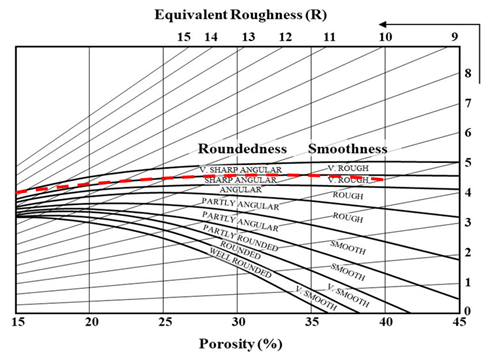 Equivalent Roughness (R)
15 14 13 12 11 10 9
8
7
6
5
4
3
2
1
0
Roundedness Smoothness
V. SHARP ANGULAR V. ROUGH
SHARP ANGULAR V. ROUGH
ANGULAR ROUGH
PARTLY ANGULAR ROUGH
PARTLY ANGULAR SMOOTH
PARTLY ROUNDED SMOOTH
ROUNDED V. SMOOTH
WELL ROUNDED V. SMOOTH
15 20 25 30 35 40 45
Porosity (%)